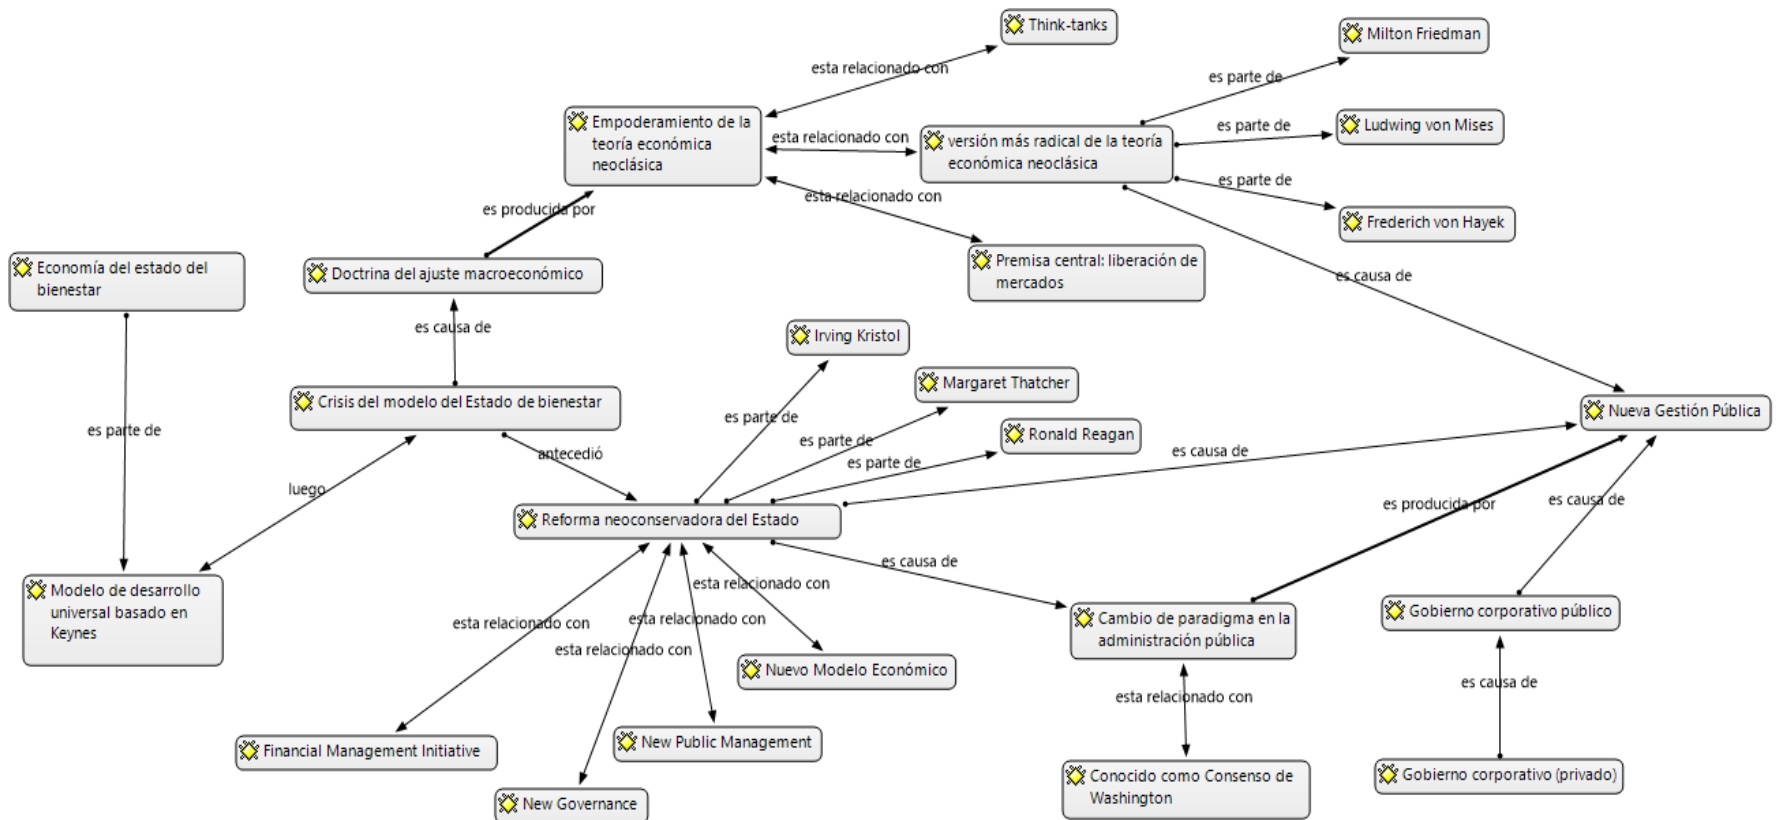 Think-tanks
Milton Friedman
esta relacionado con
es parte de
Empoderamiento de la
teoría económica
neoclásica
esta relacionado con
versión más radical de la teoría
económica neoclásica
es parte de
Ludwing von Mises
es parte de
esta relacionado con
es producida por
Frederich von Hayek
Economía del estado del
bienestar
Doctrina del ajuste macroeconómico
Premisa central: liberación de
mercados
es causa de
es causa de
Irving Kristol
Margaret Thatcher
Crisis del modelo del Estado de bienestar
es parte de
Nueva Gestión Pública
es parte de
Ronald Reagan
es parte de
antecedió
es parte de
es causa de
luego
es causa de
es producida por
Reforma neoconservadora del Estado
es causa de
Modelo de desarrollo
universal basado en
Keynes
esta relacionado con
esta relacionado con
esta relacionado con
esta relacionado con
Cambio de paradigma en la
administración pública
Gobierno corporativo público
Nuevo Modelo Económico
esta relacionado con
es causa de
Financial Management Initiative
New Public Management
New Governance
Conocido como Consenso de
Washington
Gobierno corporativo (privado)